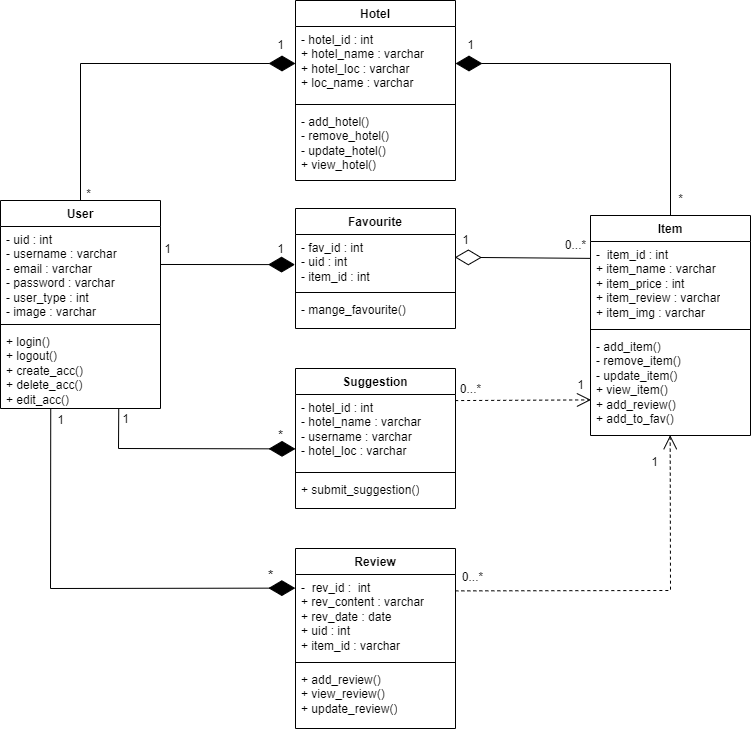 Hotel
- hotel_id : int
+ hotel_name : varchar
+ hotel_loc : varchar
+ loc_name : varchar
- add_hotel()
- remove_hotel()
- update_hotel()
+ view_hotel()
1
1
*
*
User
- uid : int
- username : varchar
- email : varchar
- password : varchar
- user_type : int
- image : varchar
+ login()
+ logout()
+ create_acc()
+ delete_acc()
+ edit_acc()
1
1
Favourite
- fav_id : int
- uid : int
- item_id : int
- mange_favourite()
1
0...*
Item
- item_id : int
+ item_name : varchar
+ item_price : int
+ item_review : varchar
+ item_img : varchar
- add_item()
- remove_item()
- update_item()
+ view_item()
+ add_review()
+ add_to_fav()
Suggestion
- hotel_id : int
- hotel_name : varchar
- username : varchar
- hotel_loc : varchar
+ submit_suggestion()
0...*
1
1
1
*
1
*
Review
- rev_id : int
+ rev_content : varchar
+ rev_date : date
+ uid : int
+ item_id : varchar
+ add_review()
+ view_review()
+ update_review()
0...*